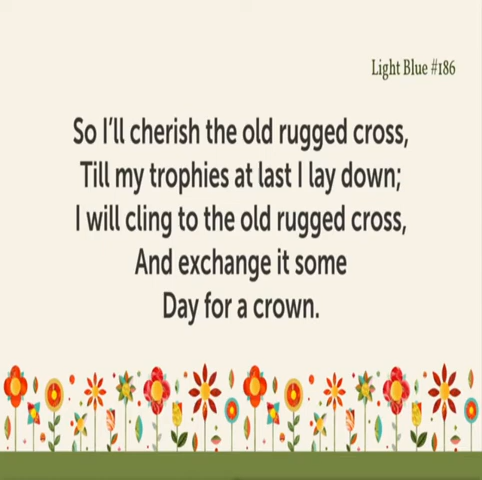 Light Blue #186
So I'll cherish the old rugged cross,
Till my trophies at last I lay down;
I will cling to the old rugged cross,
And exchange it some
Day for a crown.